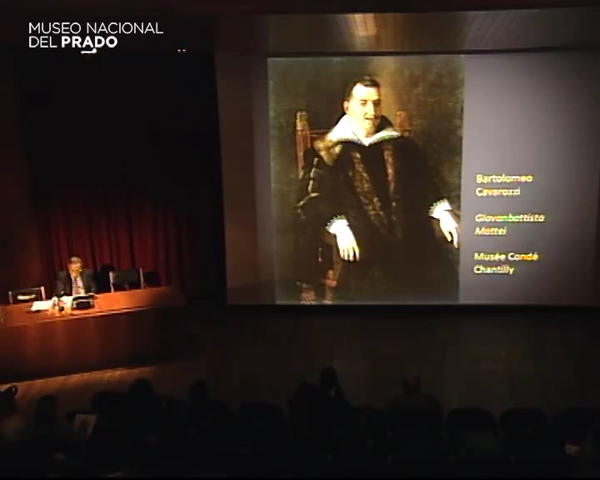 MUSEO NACIONAL
DEL PRADO
Bartolomeo
Cavarozzi
Giovanbattista
Mattei
Musée Condé
Chantilly